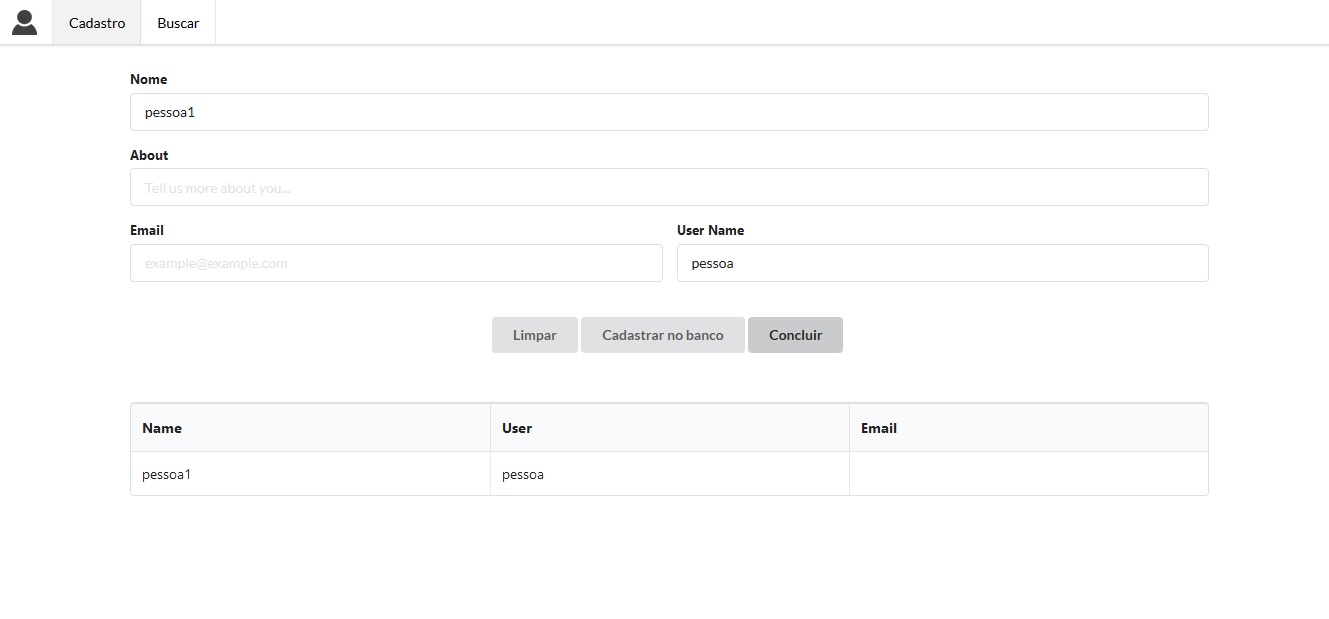 Cadastro Buscar
Nome
pessoa1
About
Tell us more about you...
Email User Name
example@example.com pessoa
Limpar Cadastrar no banco Concluir
Name User Email
pessoa1 pessoa